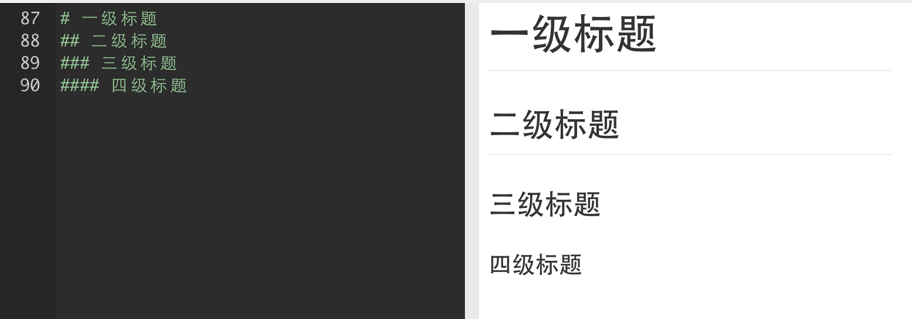 87 # 一级标题
88 ## 二级标题
89 ### 三级标题
90 #### 四级标题
一级标题
二级标题
三级标题
四级标题